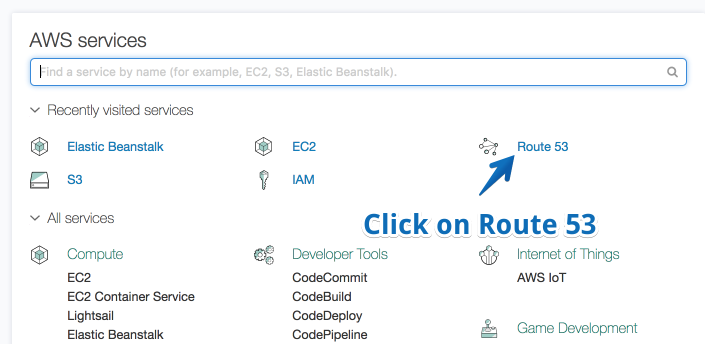 AWS services
Find a service by name (for example, EC2, S3, Elastic Beanstalk).
Recently visited services
Elastic Beanstalk EC2 Route 53
S3 IAM
Click on Route 53
All services
Compute Developer Tools Internet of Things
EC2 CodeCommit AWS IoT
EC2 Container Service CodeBuild
Lightsail CodeDeploy Game Development
Elastic Beanstalk CodePipeline